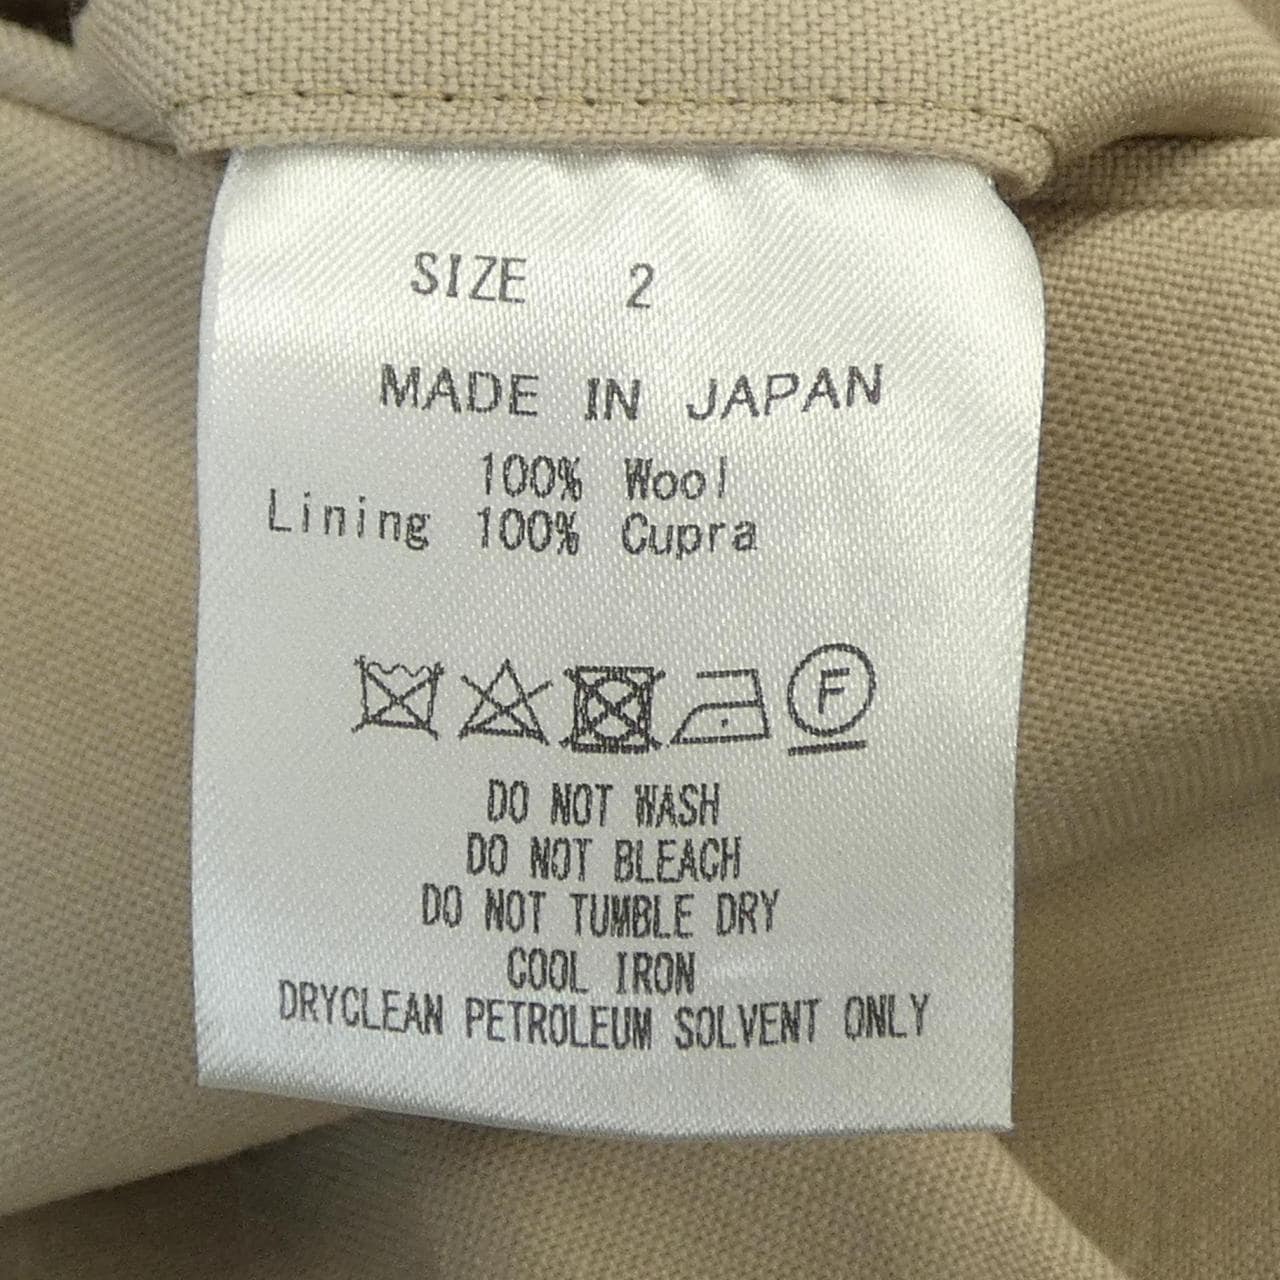 SIZE 2
MADE IN JAPAN
100% Wool
Lining 100% Cupra
F
DO NOT WASH
DO NOT BLEACH
DO NOT TUMBLE DRY
COOL IRON
DRYCLEAN PETROLEUM SOLVENT ONLY